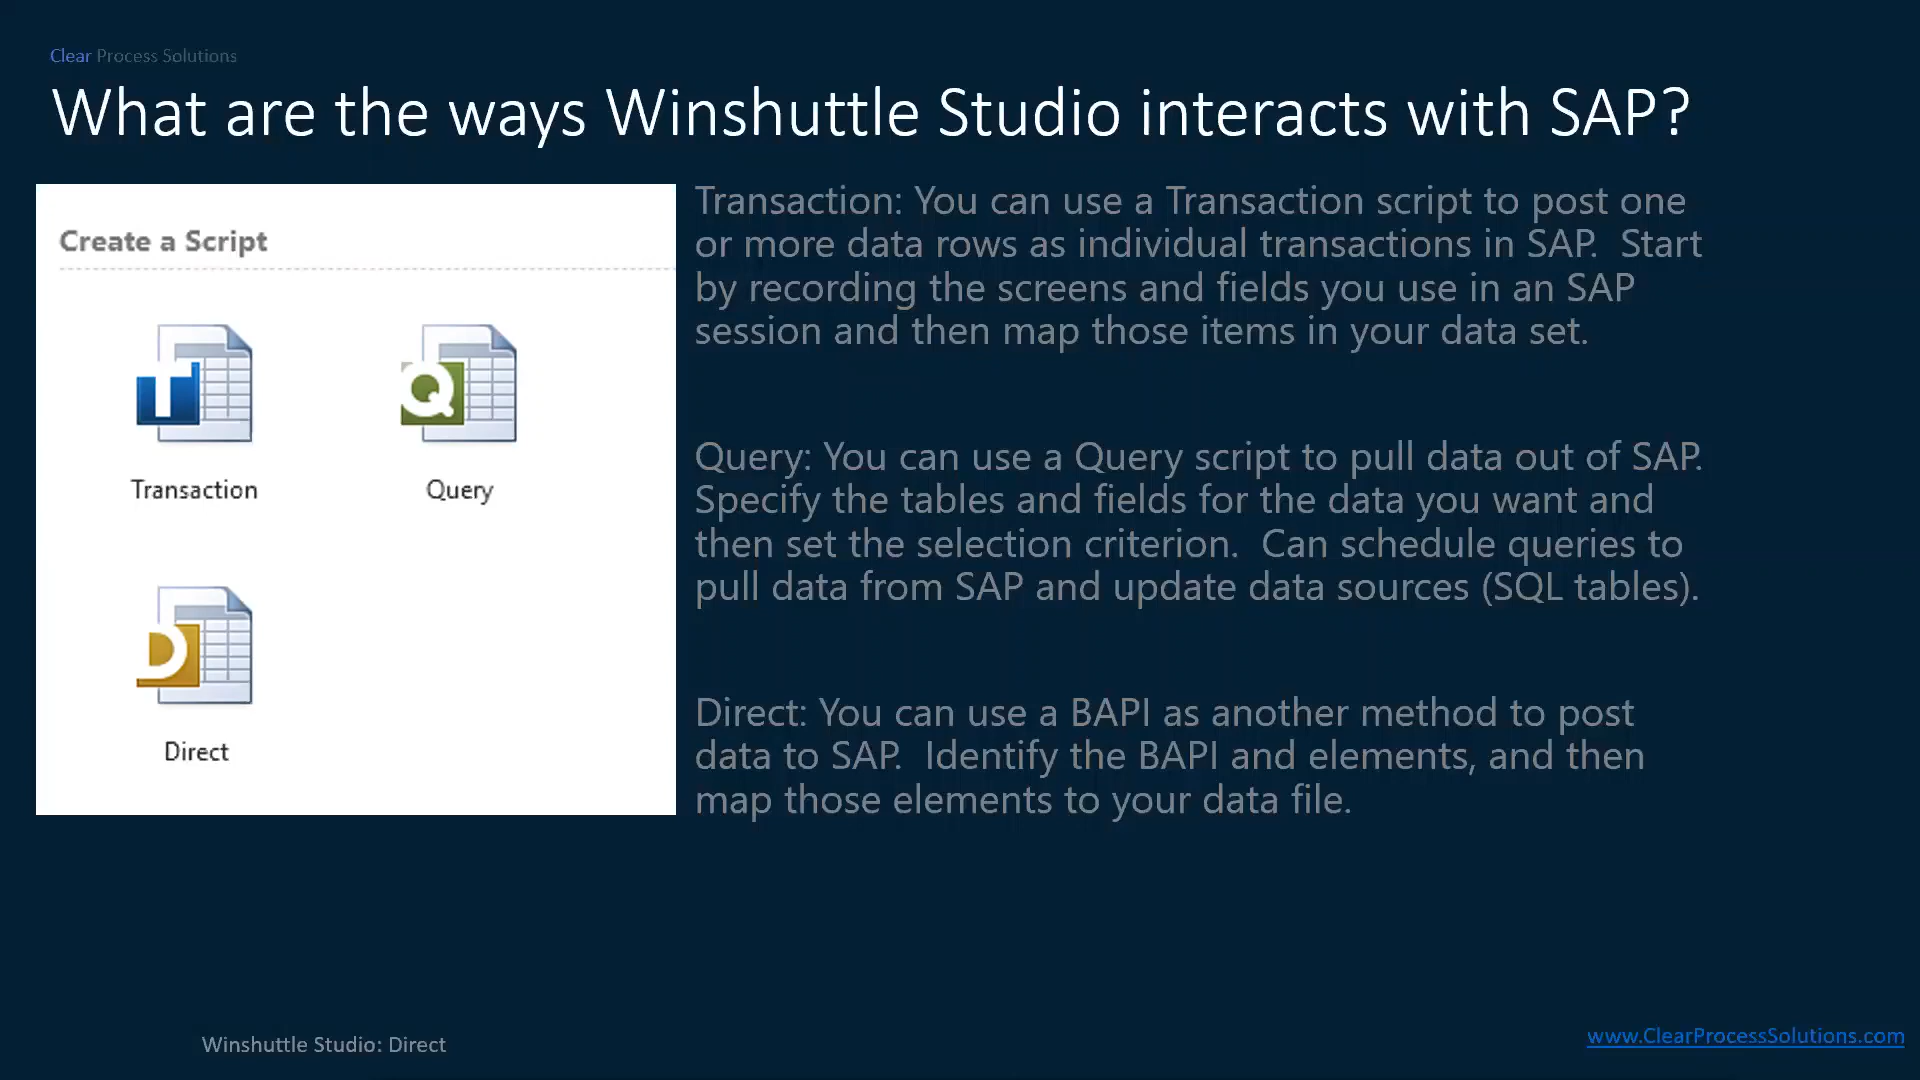 Clear Process Solutions
What are the ways Winshuttle Studio interacts with SAP?
Create a Script
T
Transaction
Q
Query
D
Direct
Transaction: You can use a Transaction script to post one
or more data rows as individual transactions in SAP.  Start
by recording the screens and fields you use in an SAP
session and then map those items in your data set.
Query: You can use a Query script to pull data out of SAP.
Specify the tables and fields for the data you want and
then set the selection criterion.  Can schedule queries to
pull data from SAP and update data sources (SQL tables).
Direct: You can use a BAPI as another method to post
data to SAP.  Identify the BAPI and elements, and then
map those elements to your data file.
Winshuttle Studio: Direct
www.ClearProcessSolutions.com